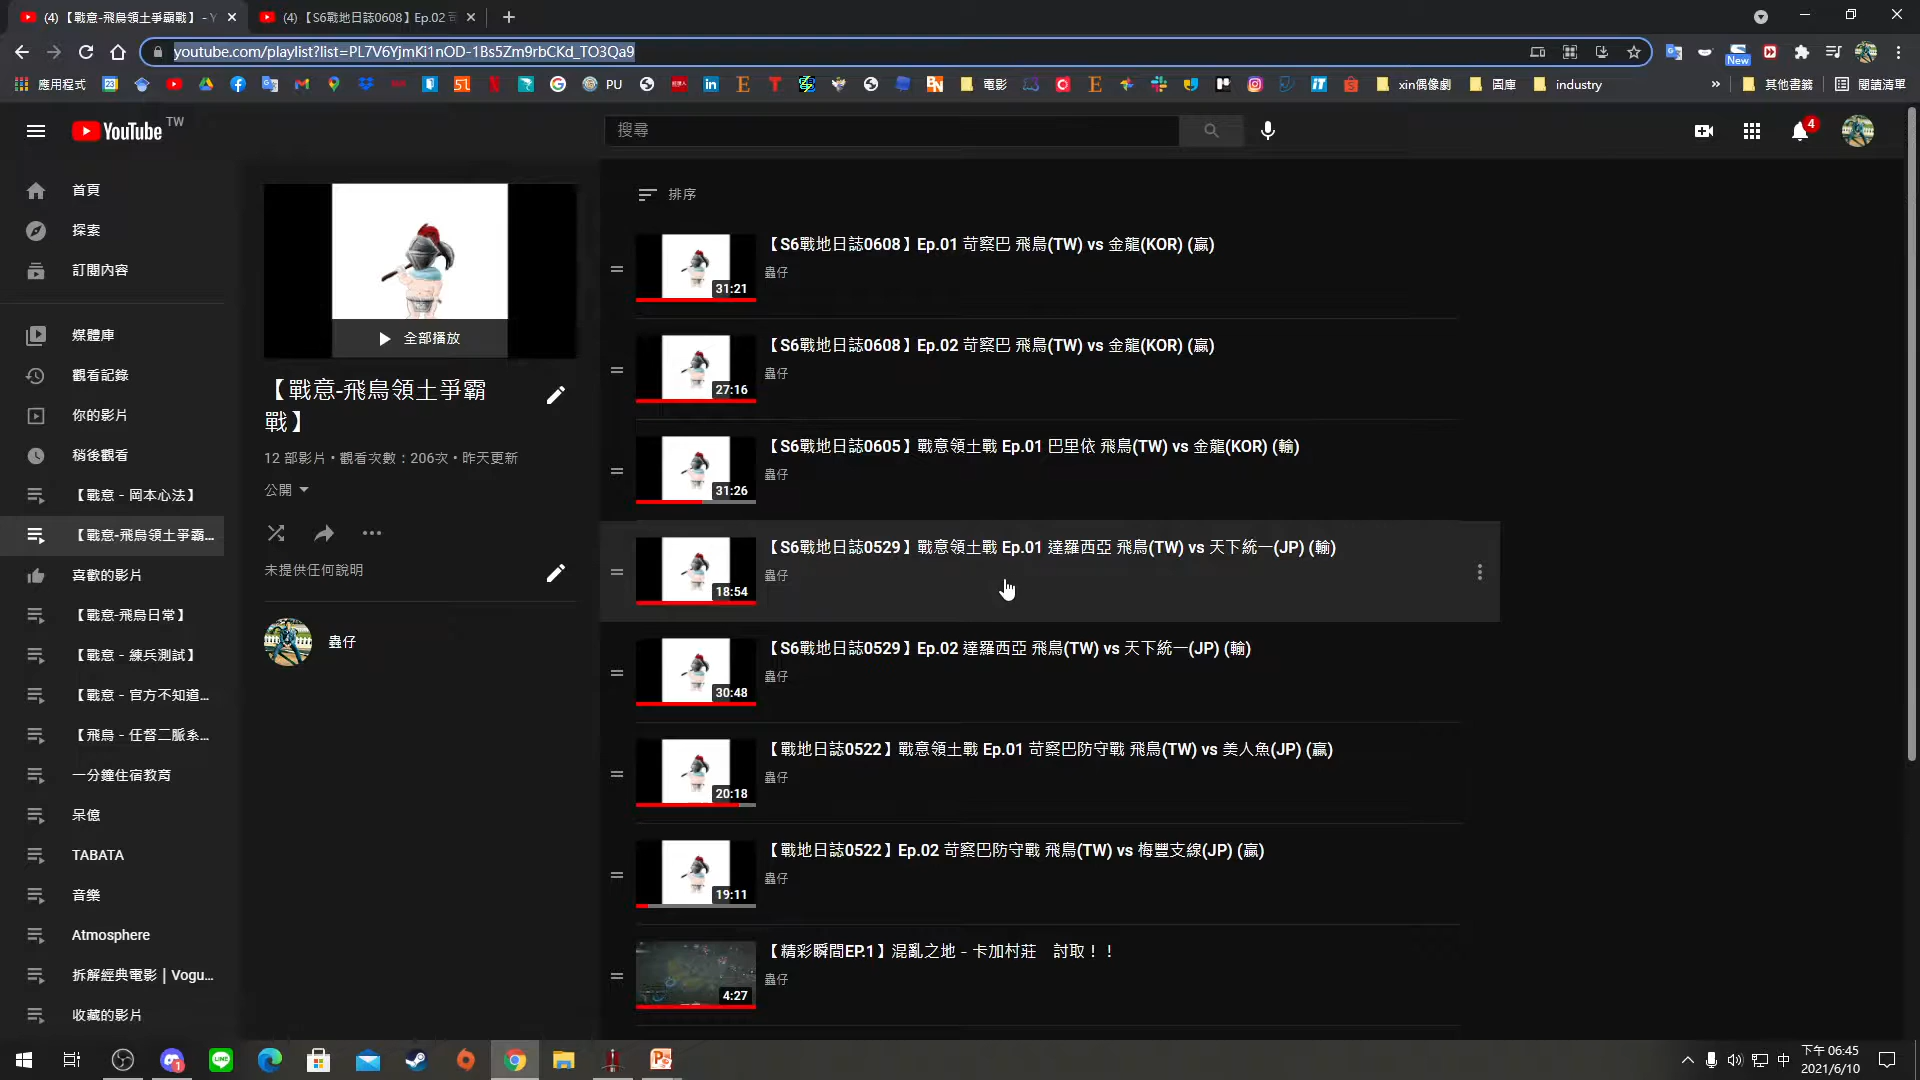 (4)【戰意-飛鳥領土爭霸戰】 - Y
(4)【S6戰地日誌0608】Ep.02 苛
youtube.com/playlist?list=PL7V6YjmKi1nOD-1Bs5Zm9rbCKd_TO3Qa9
New
應用程式
PU
電影
xin偶像劇
圖庫
industry
»
其他書籤
閱讀清單
YouTube TW
搜尋
4
首頁
探索
訂閱內容
媒體庫
觀看記錄
你的影片
稍後觀看
【戰意 - 岡本心法】
【戰意-飛鳥領土爭霸...
喜歡的影片
【戰意-飛鳥日常】
【戰意 - 練兵測試】
【戰意 - 官方不知道...
【飛鳥 - 任督二脈系...
一分鐘住宿教育
呆億
TABATA
音樂
Atmosphere
拆解經典電影 | Vogu...
收藏的影片
全部播放
【戰意-飛鳥領土爭霸
戰】
12 部影片 • 觀看次數：206次 • 昨天更新
公開
未提供任何說明
蟲仔
排序
【S6戰地日誌0608】Ep.01 苛察巴 飛鳥(TW) vs 金龍(KOR) (贏)
蟲仔
31:21
【S6戰地日誌0608】Ep.02 苛察巴 飛鳥(TW) vs 金龍(KOR) (贏)
蟲仔
27:16
【S6戰地日誌0605】戰意領土戰 Ep.01 巴里依 飛鳥(TW) vs 金龍(KOR) (輸)
蟲仔
31:26
【S6戰地日誌0529】戰意領土戰 Ep.01 達羅西亞 飛鳥(TW) vs 天下統一(JP) (輸)
蟲仔
18:54
【S6戰地日誌0529】Ep.02 達羅西亞 飛鳥(TW) vs 天下統一(JP) (輸)
蟲仔
30:48
【戰地日誌0522】戰意領土戰 Ep.01 苛察巴防守戰 飛鳥(TW) vs 美人魚(JP) (贏)
蟲仔
20:18
【戰地日誌0522】Ep.02 苛察巴防守戰 飛鳥(TW) vs 梅豐支線(JP) (贏)
蟲仔
19:11
【精彩瞬間EP.1】混亂之地 - 卡加村莊　討取！！
蟲仔
4:27
中
下午 06:45
2021/6/10